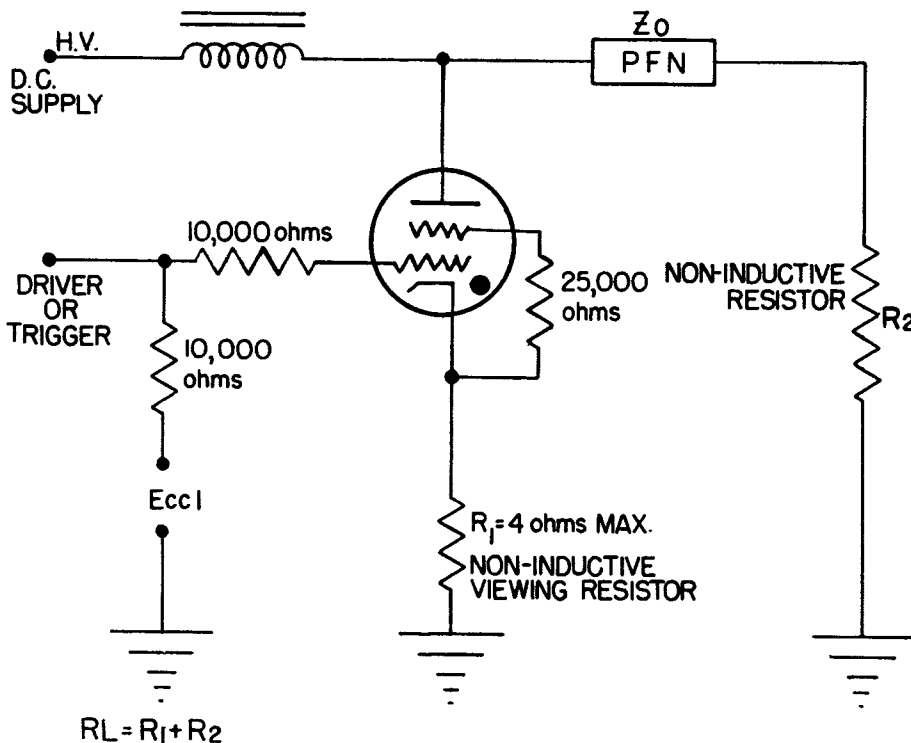 H.V.
D.C.
SUPPLY
Zo
PFN
10,000 ohms
DRIVER
OR
TRIGGER
10,000
ohms
25,000
ohms
NON-INDUCTIVE
RESISTOR
R2
Ecc1
R1=4 ohms MAX.
NON-INDUCTIVE
VIEWING RESISTOR
RL=R1+R2